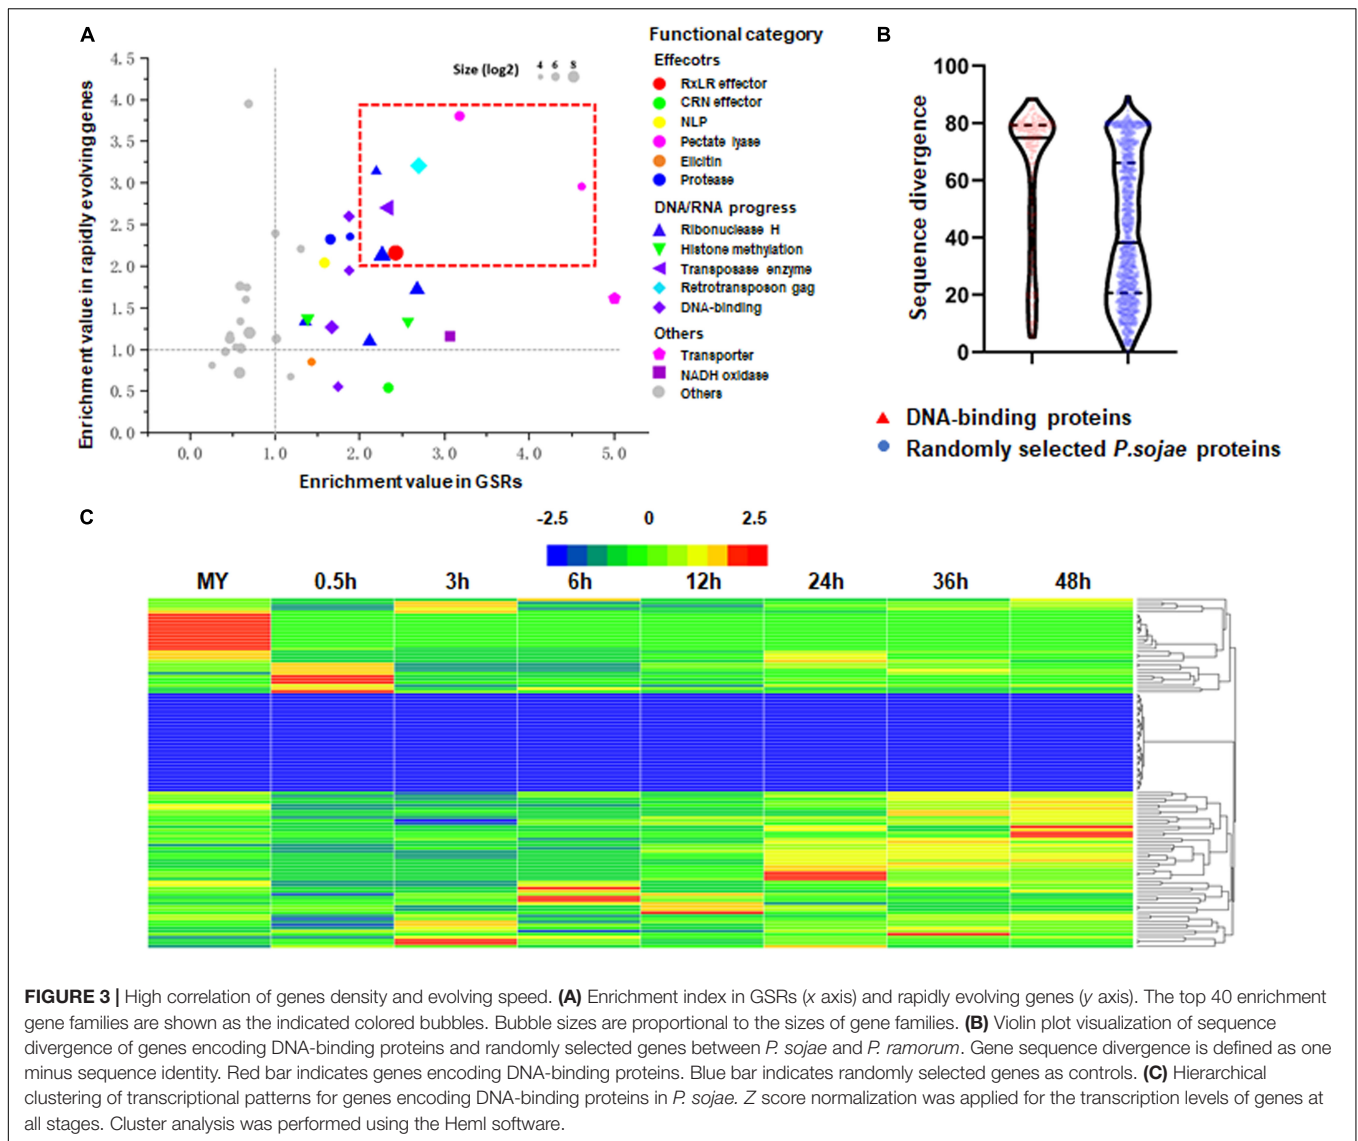 A
Enrichment value in rapidly evolving genes
4.5
4.0
3.5
3.0
2.5
2.0
1.5
1.0
0.5
0.0
Size (log2) 4 6 8
0.0 1.0 2.0 3.0 4.0 5.0
Enrichment value in GSRs
Functional category
Effecotrs
RxLR effector
CRN effector
NLP
Pectate lyase
Elicitin
Protease
DNA/RNA progress
Ribonuclease H
Histone methylation
Transposase enzyme
Retrotransposon gag
DNA-binding
Others
Transporter
NADH oxidase
Others
B
Sequence divergence
100
80
60
40
20
0
DNA-binding proteins
Randomly selected P.sojae proteins
C
-2.5 0 2.5
MY 0.5h 3h 6h 12h 24h 36h 48h
FIGURE 3 | High correlation of genes density and evolving speed. (A) Enrichment index in GSRs (x axis) and rapidly evolving genes (y axis). The top 40 enrichment
gene families are shown as the indicated colored bubbles. Bubble sizes are proportional to the sizes of gene families. (B) Violin plot visualization of sequence
divergence of genes encoding DNA-binding proteins and randomly selected genes between P. sojae and P. ramorum. Gene sequence divergence is defined as one
minus sequence identity. Red bar indicates genes encoding DNA-binding proteins. Blue bar indicates randomly selected genes as controls. (C) Hierarchical
clustering of transcriptional patterns for genes encoding DNA-binding proteins in P. sojae. Z score normalization was applied for the transcription levels of genes at
all stages. Cluster analysis was performed using the HemI software.